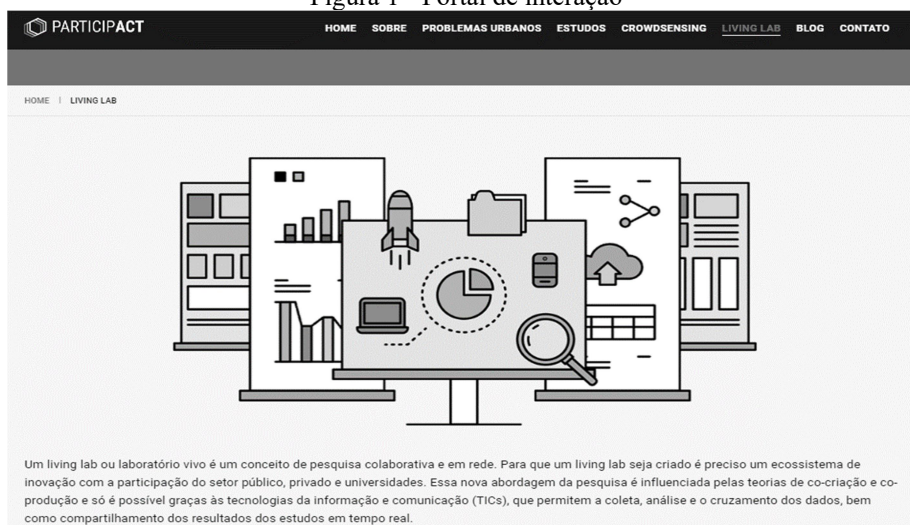 Figura 1 - Portal de interação
PARTICIPACT
HOME SOBRE PROBLEMAS URBANOS ESTUDOS CROWDSENSING LIVING LAB BLOG CONTATO
HOME | LIVING LAB
Um living lab ou laboratório vivo é um conceito de pesquisa colaborativa e em rede. Para que um living lab seja criado é preciso um ecossistema de
inovação com a participação do setor público, privado e universidades. Essa nova abordagem da pesquisa é influenciada pelas teorias de co-criação e co-
produção e só é possível graças às tecnologias da informação e comunicação (TICs), que permitem a coleta, análise e o cruzamento dos dados, bem
como compartilhamento dos resultados dos estudos em tempo real.